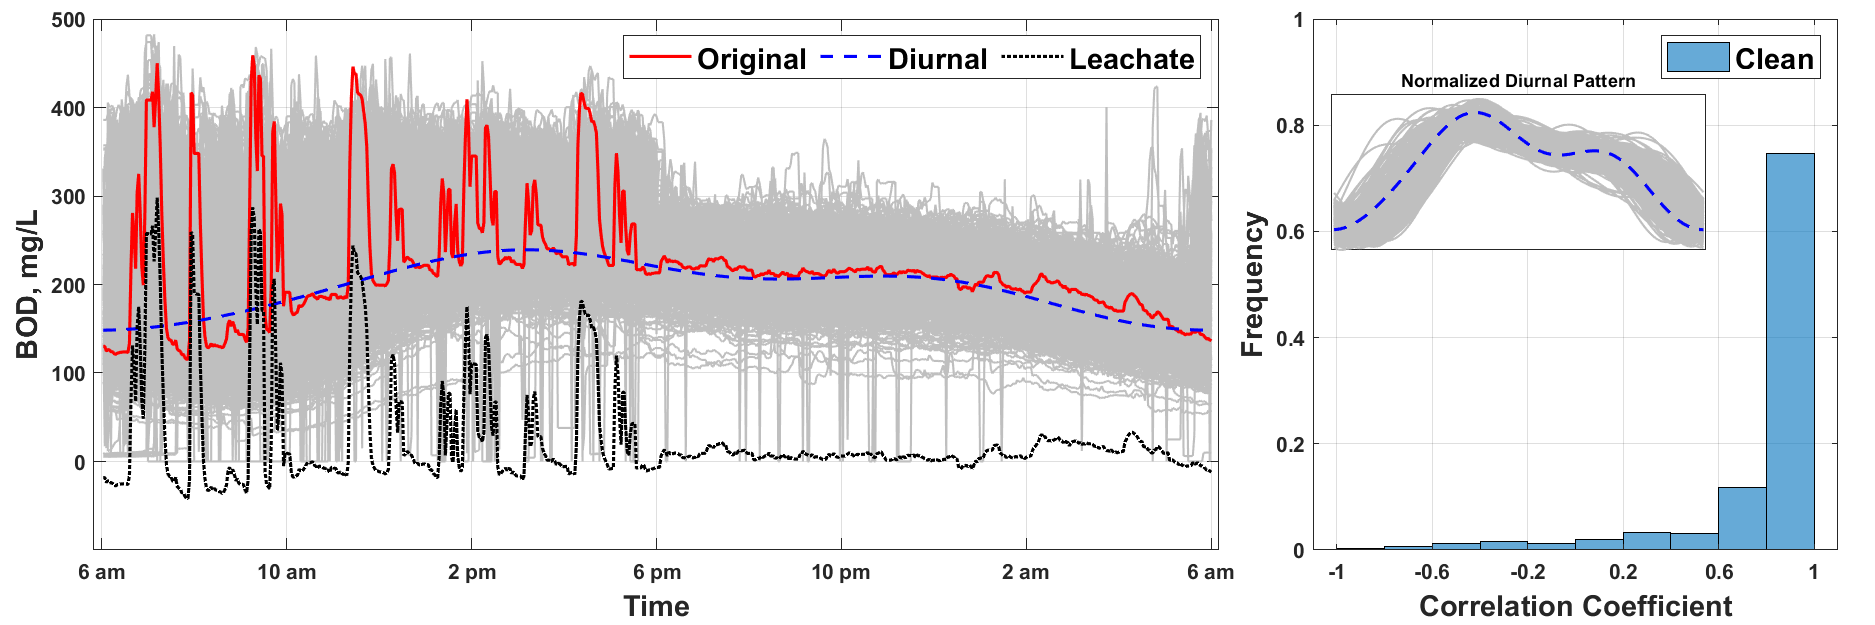 500
400
300
200
100
0
BOD, mg/L
Original Diurnal Leachate
6 am 10 am 2 pm 6 pm 10 pm 2 am 6 am
Time
1
0.8
0.6
0.4
0.2
0
Frequency
Clean
Normalized Diurnal Pattern
-1 -0.6 -0.2 0.2 0.6 1
Correlation Coefficient